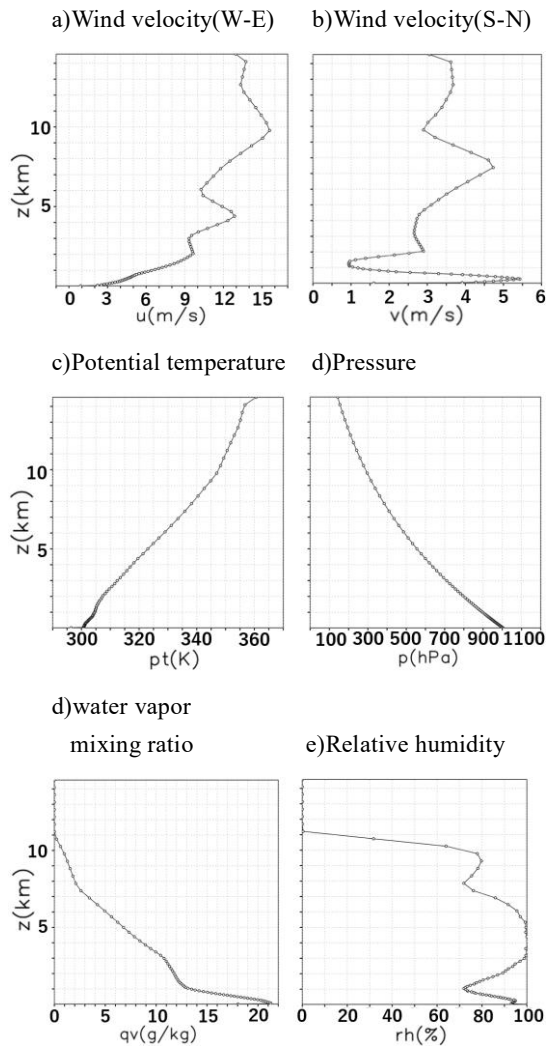 a)Wind velocity(W-E)
b)Wind velocity(S-N)
z(km)
10
5
0 3 6 9 12 15
u(m/s)
0 1 2 3 4 5 6
v(m/s)
c)Potential temperature
d)Pressure
z(km)
10
5
300 320 340 360
pt(K)
100 300 500 700 900 1100
p(hPa)
d)water vapor
mixing ratio
e)Relative humidity
z(km)
10
5
0 5 10 15 20
qv(g/kg)
0 20 40 60 80 100
rh(%)